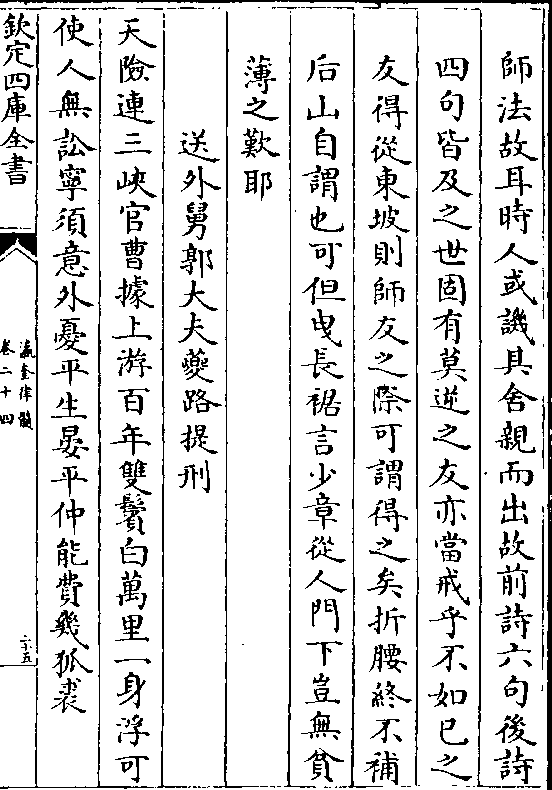 師法故耳時人或譏其舍親而出故前詩六句後詩
四句皆及之世固有莫逆之友亦當戒乎不如已之
友得從東坡則師友之際可謂得之矣折腰終不補
后山自謂也可但曵長裾言少章從人門下豈無貧
薄之歎耶
送外舅郭大夫夔路提刑
天險連三峽官曹據上游百年雙鬢白萬里一身浮可
使人無訟寧須意外憂平生晏平仲能費幾狐裘
欽定四庫全書
瀛奎律髓
卷二十四
二十五